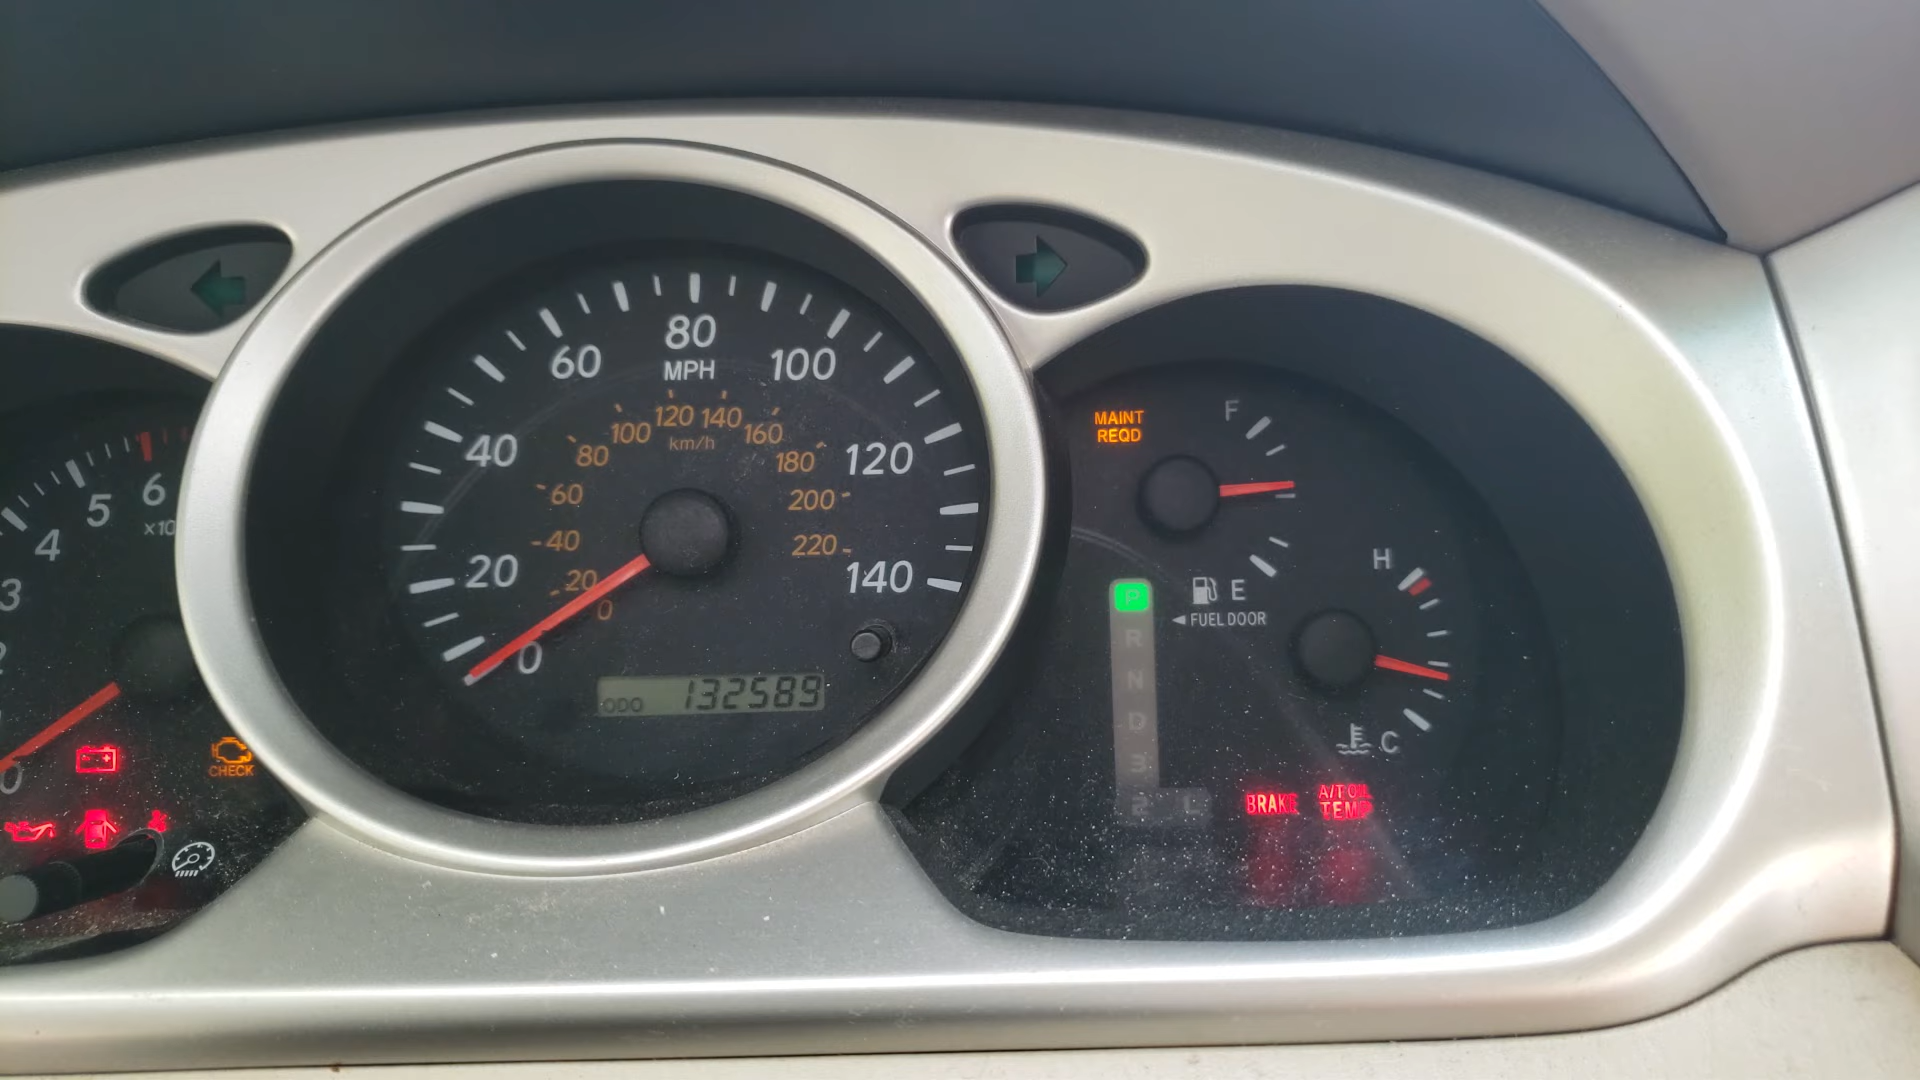 80
60
MPH
100
120
140
100
160
km/h
40
80
180
120
60
200
40
220
20
20
140
0
0
ODO 132589
6
5
x10
4
3
2
0
CHECK
MAINT
REQD
F
H
E
FUEL DOOR
P
R
N
D
3
2 L
C
BRAKE
A/T OIL
TEMP